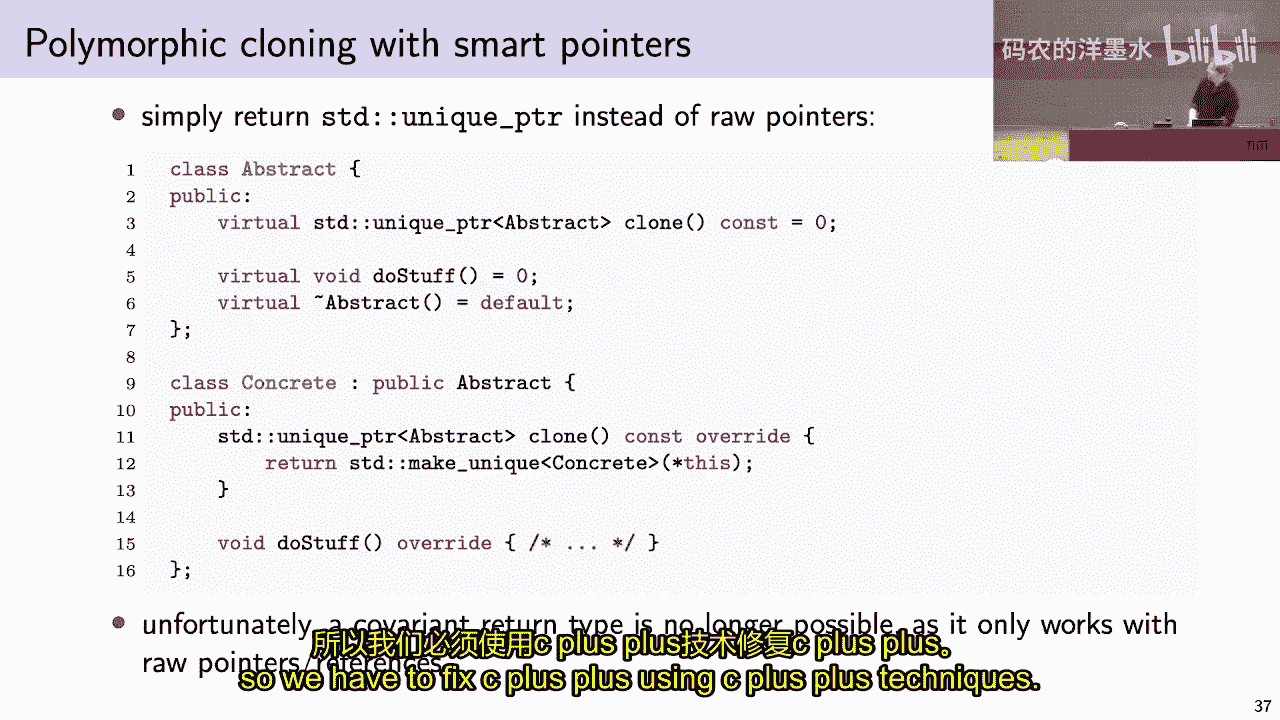 Polymorphic cloning with smart pointers
码农的洋墨水 bilibili
• simply return std::unique_ptr instead of raw pointers:
1 class Abstract {
2 public:
3 virtual std::unique_ptr<Abstract> clone() const = 0;
4
5 virtual void doStuff() = 0;
6 virtual ~Abstract() = default;
7 };
8
9 class Concrete : public Abstract {
10 public:
11 std::unique_ptr<Abstract> clone() const override {
12 return std::make_unique<Concrete>(*this);
13 }
14
15 void doStuff() override { /* ... */ }
16 };
• unfortunately, a covariant return type is no longer possible, as it only works with
raw pointers/references
所以我们必须使用c plus plus技术修复c plus plus。
so we have to fix c plus plus using c plus plus techniques.
37